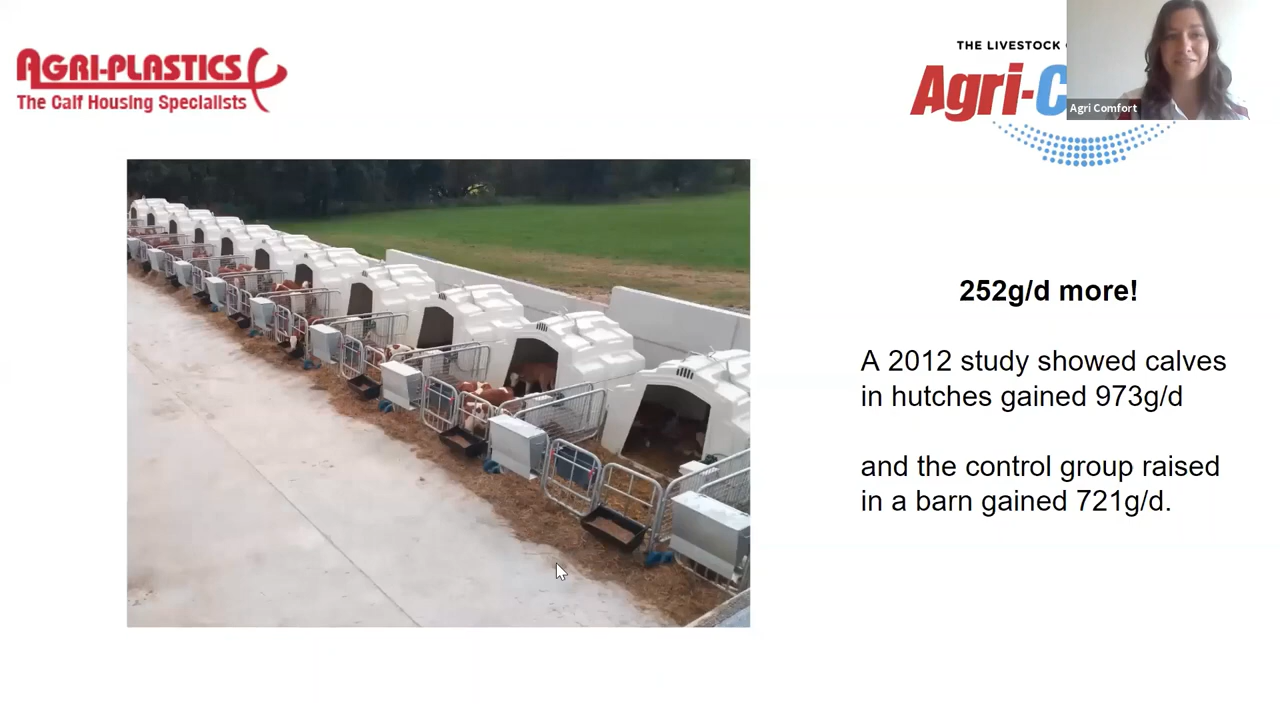 AGRI-PLASTICS
The Calf Housing Specialists
THE LIVESTOCK
Agri-C
Agri Comfort
252g/d more!
A 2012 study showed calves
in hutches gained 973g/d
and the control group raised
in a barn gained 721g/d.